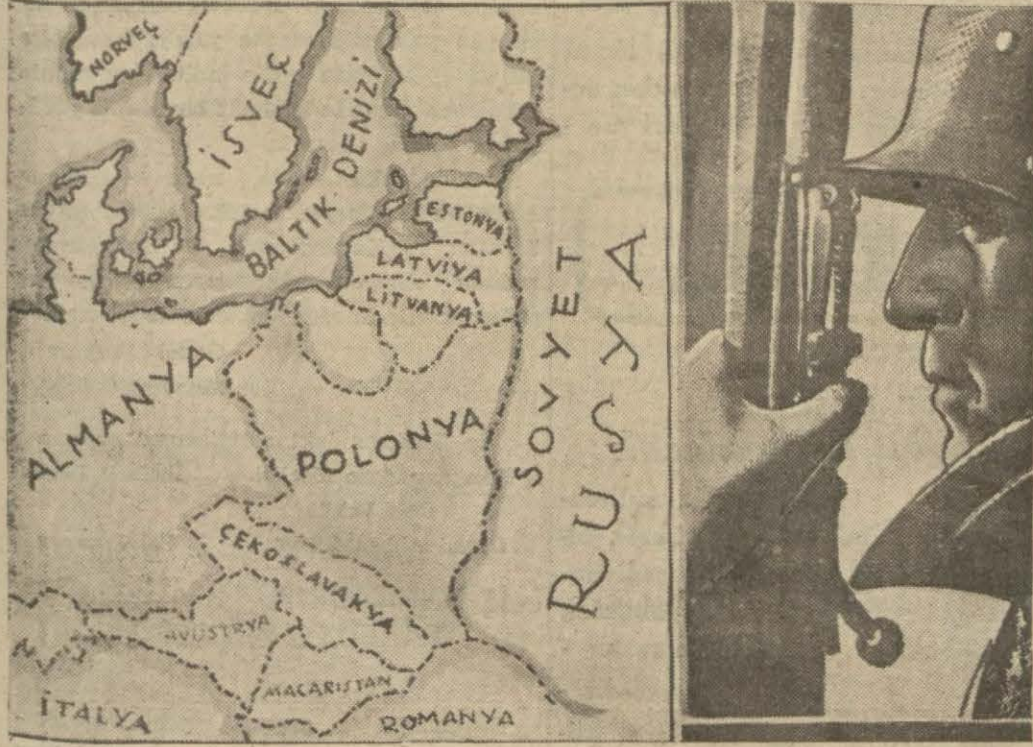 NORVEÇ
İSVEÇ
BALTIK DENİZİ
ESTONYA
LATVİYA
LİTVANYA
SOVYET
RUSYA
ALMANYA
POLONYA
ÇEKOSLAVAKYA
AVUSTRYA
MACARİSTAN
İTALYA
ROMANYA